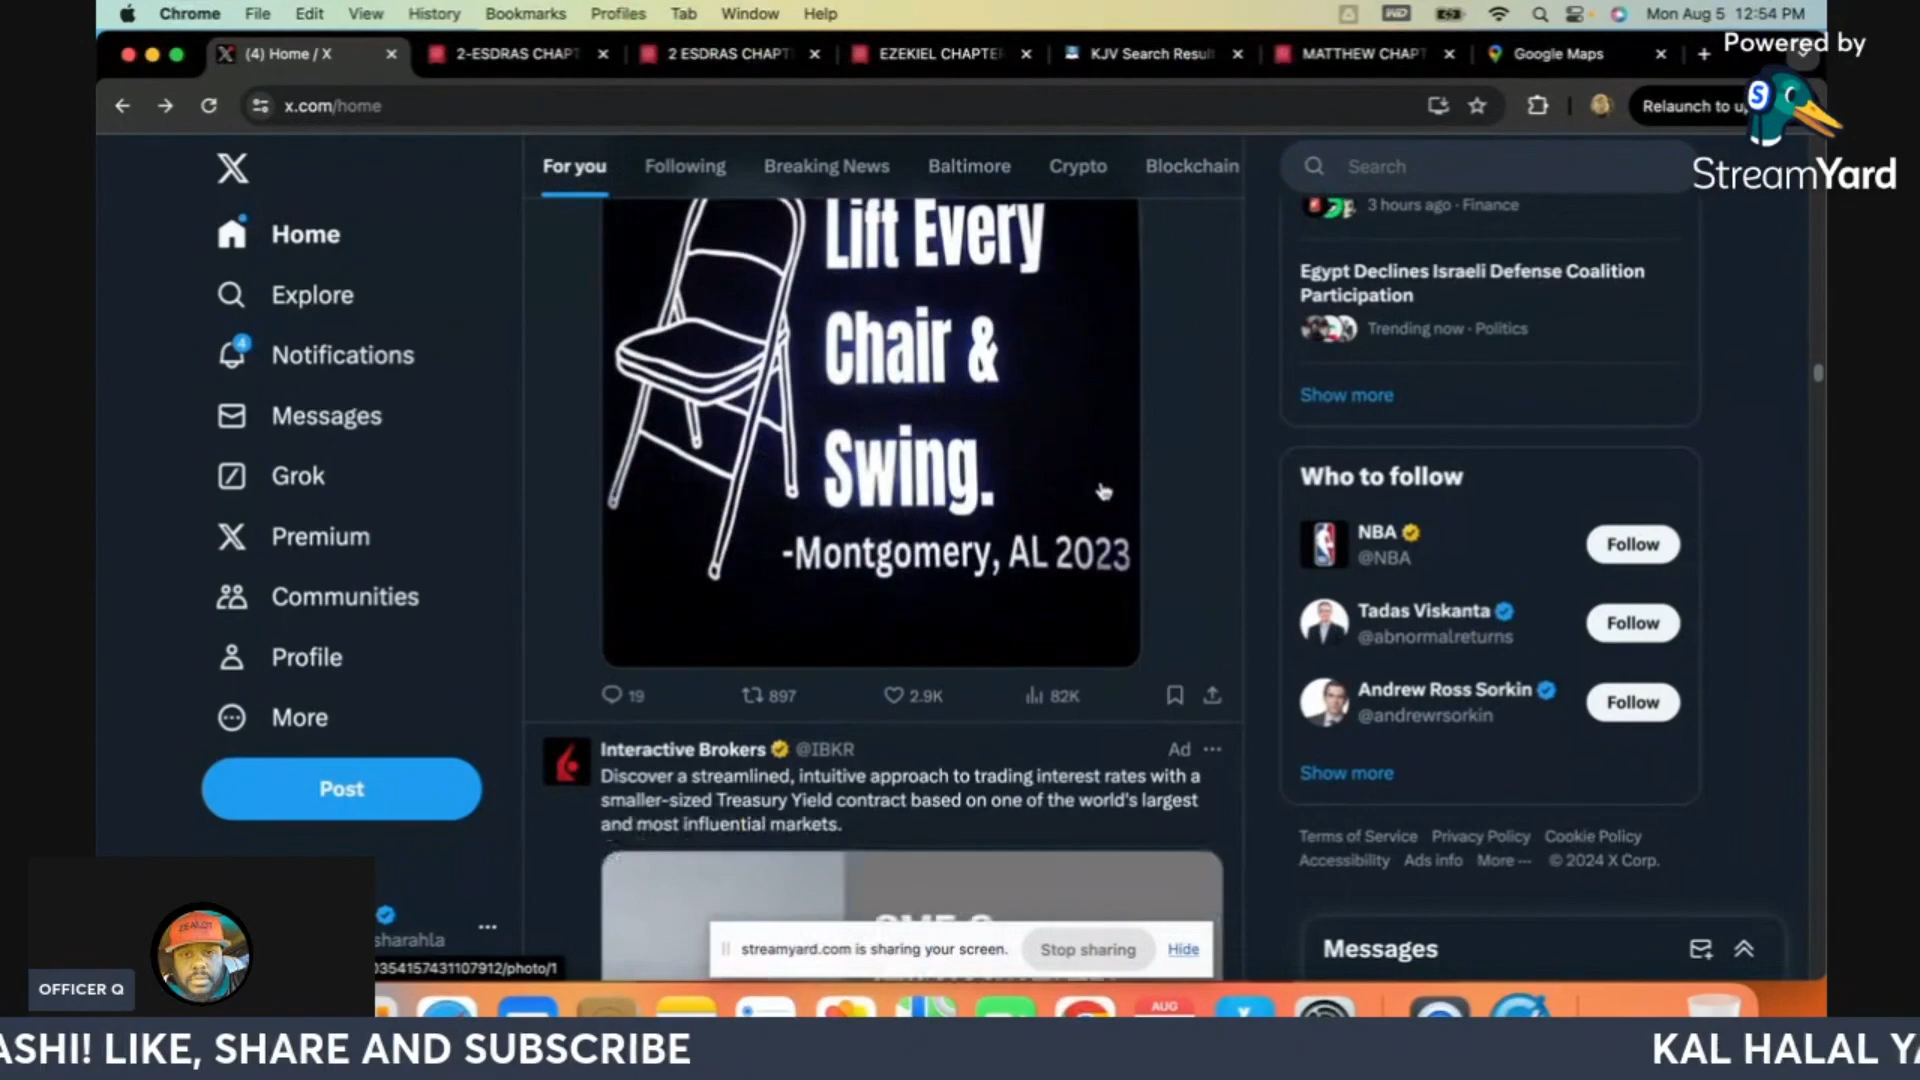 Chrome File Edit View History Bookmarks Profiles Tab Window Help
Mon Aug 5 12:54 PM
Powered by
StreamYard
(4) Home / X
2-ESDRAS CHAPT
2 ESDRAS CHAPT
EZEKIEL CHAPTE
KJV Search Resul
MATTHEW CHAPT
Google Maps
x.com/home
Relaunch to u
Home
Explore
4
Notifications
Messages
Grok
Premium
Communities
Profile
More
Post
sharahla
0354157431107912/photo/1
For you Following Breaking News Baltimore Crypto Blockchain
Lift Every
Chair &
Swing.
-Montgomery, AL 2023
19 897 2.9K 82K
Interactive Brokers @IBKR Ad
Discover a streamlined, intuitive approach to trading interest rates with a
smaller-sized Treasury Yield contract based on one of the world's largest
and most influential markets.
streamyard.com is sharing your screen. Stop sharing Hide
Search
3 hours ago · Finance
Egypt Declines Israeli Defense Coalition
Participation
Trending now · Politics
Show more
Who to follow
NBA
@NBA
Follow
Tadas Viskanta
@abnormalreturns
Follow
Andrew Ross Sorkin
@andrewrsorkin
Follow
Show more
Terms of Service Privacy Policy Cookie Policy
Accessibility Ads info More ··· © 2024 X Corp.
Messages
ZEALOT
OFFICER Q
AUG
ASHI! LIKE, SHARE AND SUBSCRIBE
KAL HALAL YA